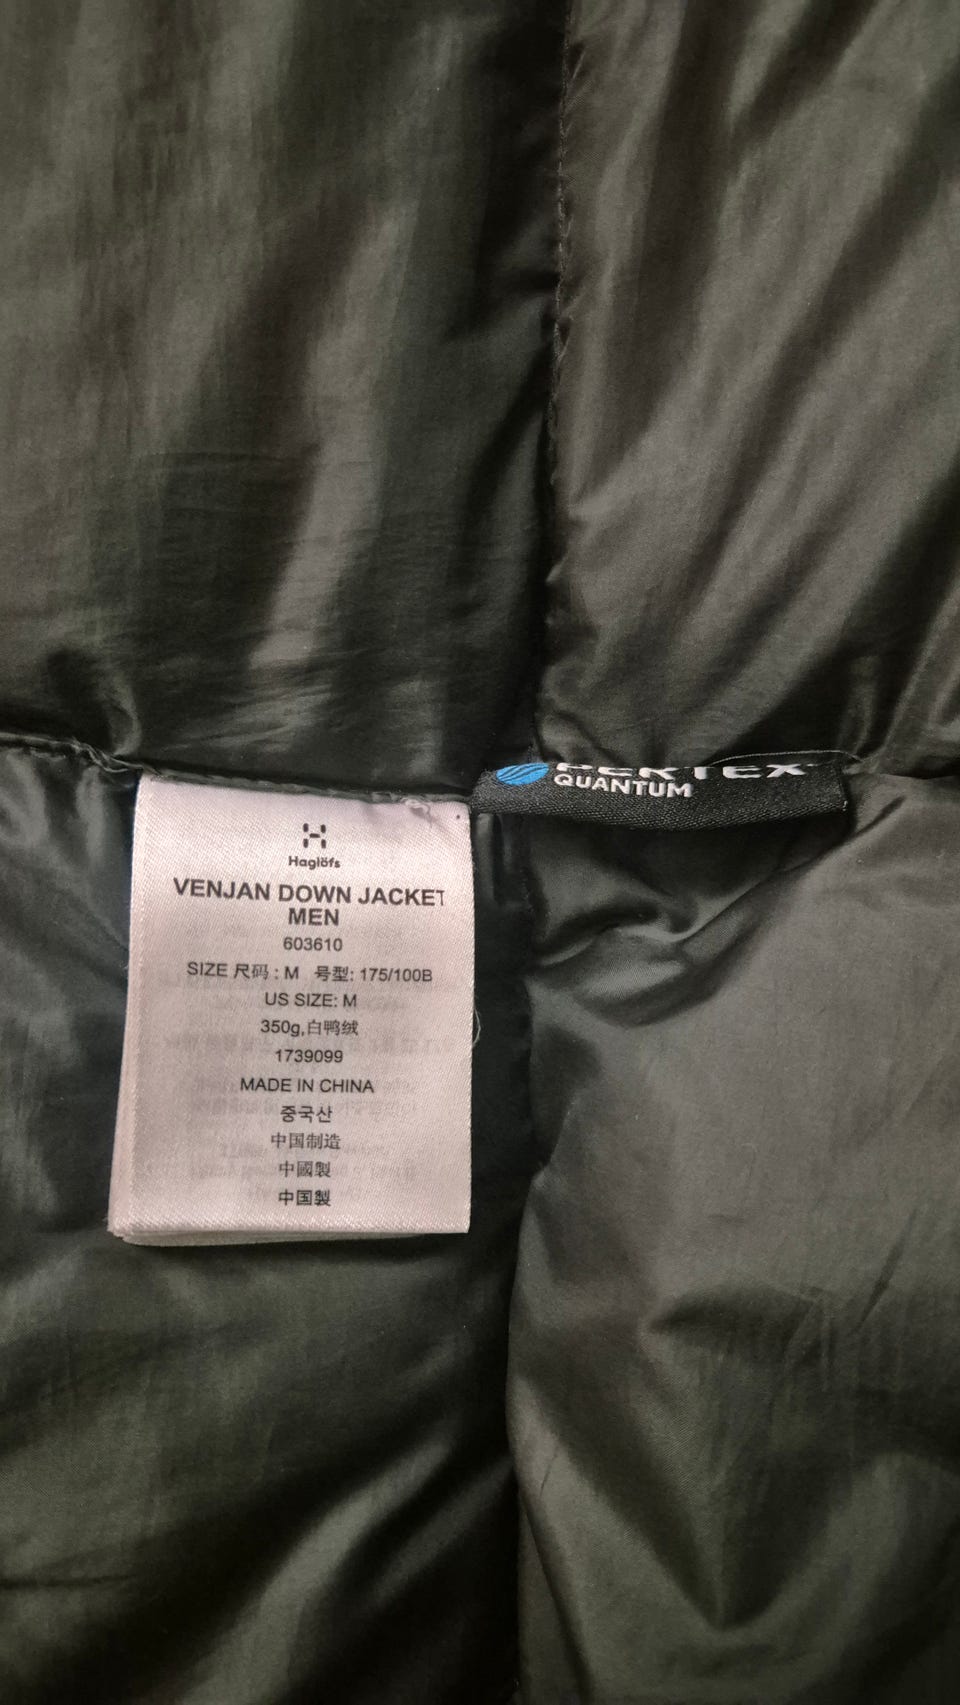 PERTEX
QUANTUM
Haglöfs
VENJAN DOWN JACKET
MEN
603610
SIZE 尺码 : M 号型: 175/100B
US SIZE: M
350g,白鸭绒
1739099
MADE IN CHINA
중국산
中国制造
中國製
中国製